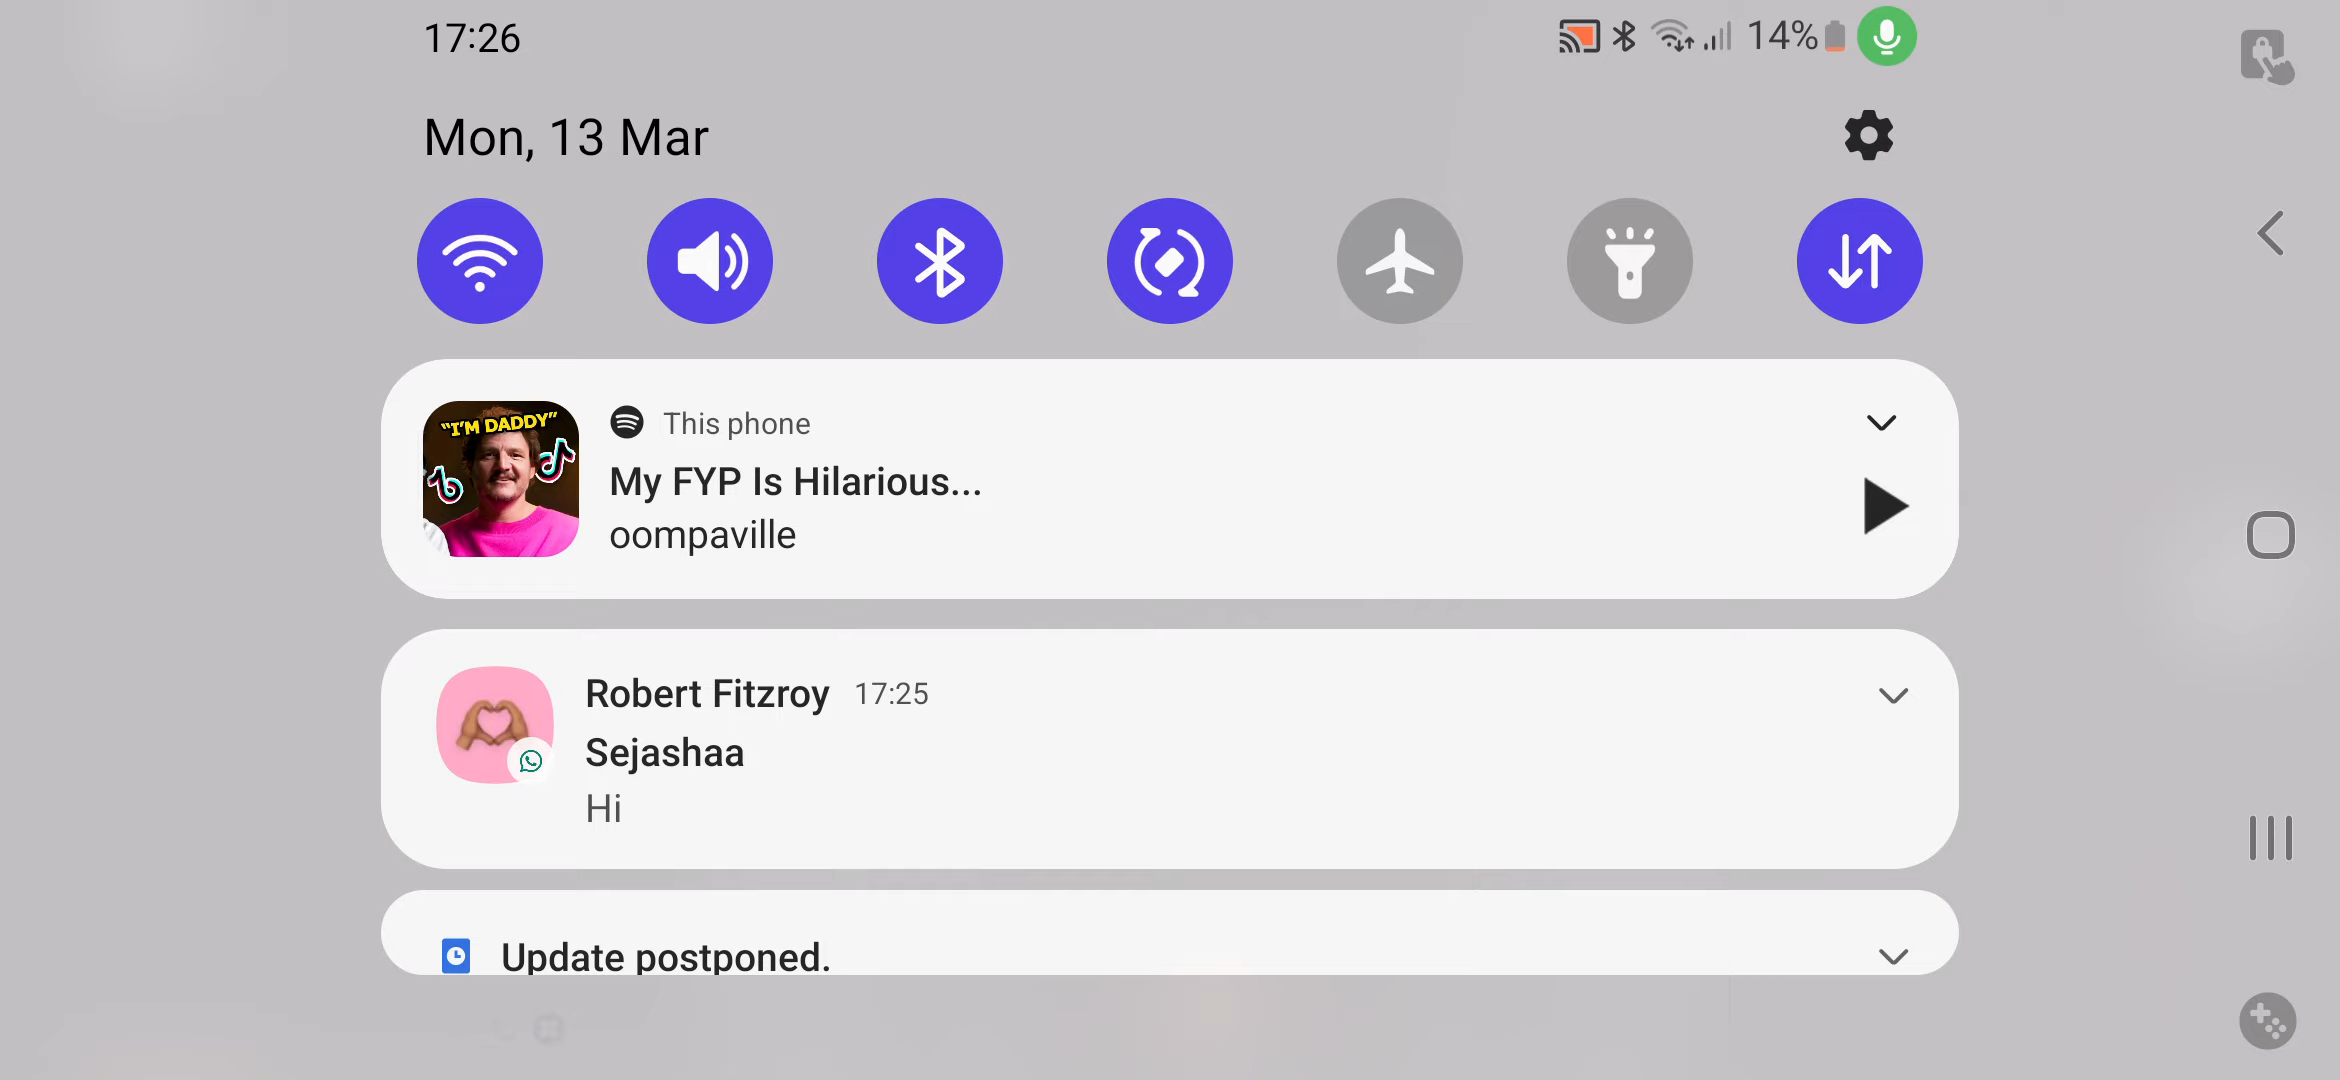 17:26
14%
Mon, 13 Mar
"I'M DADDY"
This phone
My FYP Is Hilarious...
oompaville
Robert Fitzroy 17:25
Sejashaa
Hi
Update postponed.